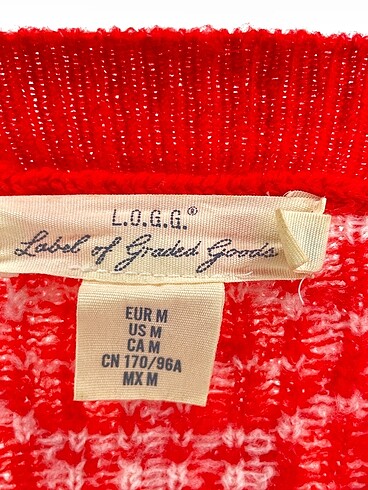 L.O.G.G.®
Label of Graded Goods
EUR M
US M
CA M
CN 170/96A
MX M